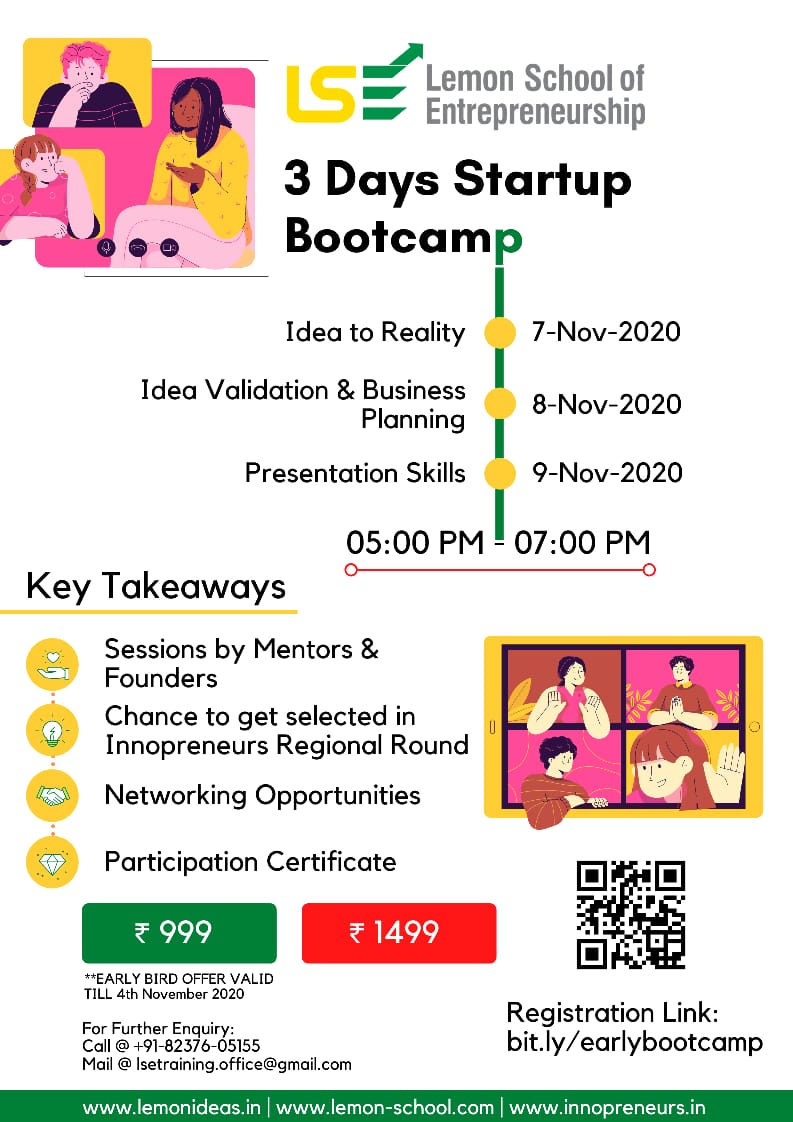 LSE Lemon School of
Entrepreneurship
3 Days Startup
Bootcamp
Idea to Reality 7-Nov-2020
Idea Validation & Business
Planning 8-Nov-2020
Presentation Skills 9-Nov-2020
05:00 PM - 07:00 PM
Key Takeaways
Sessions by Mentors &
Founders
Chance to get selected in
Innopreneurs Regional Round
Networking Opportunities
Participation Certificate
₹ 999 ₹ 1499
**EARLY BIRD OFFER VALID
TILL 4th November 2020
For Further Enquiry:
Call @ +91-82376-05155
Mail @ lsetraining.office@gmail.com
Registration Link:
bit.ly/earlybootcamp
www.lemonideas.in | www.lemon-school.com | www.innopreneurs.in